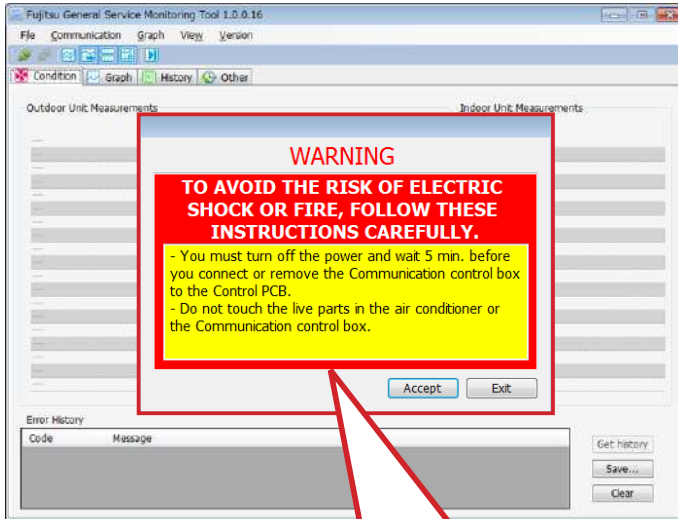 Fujitsu General Service Monitoring Tool 1.0.0.16
File Communication Graph View Version
Condition Graph History Other
Outdoor Unit Measurements Indoor Unit Measurements
WARNING
TO AVOID THE RISK OF ELECTRIC
SHOCK OR FIRE, FOLLOW THESE
INSTRUCTIONS CAREFULLY.
- You must turn off the power and wait 5 min. before
you connect or remove the Communication control box
to the Control PCB.
- Do not touch the live parts in the air conditioner or
the Communication control box.
Accept Exit
Error History
Code Message
Get history
Save...
Clear